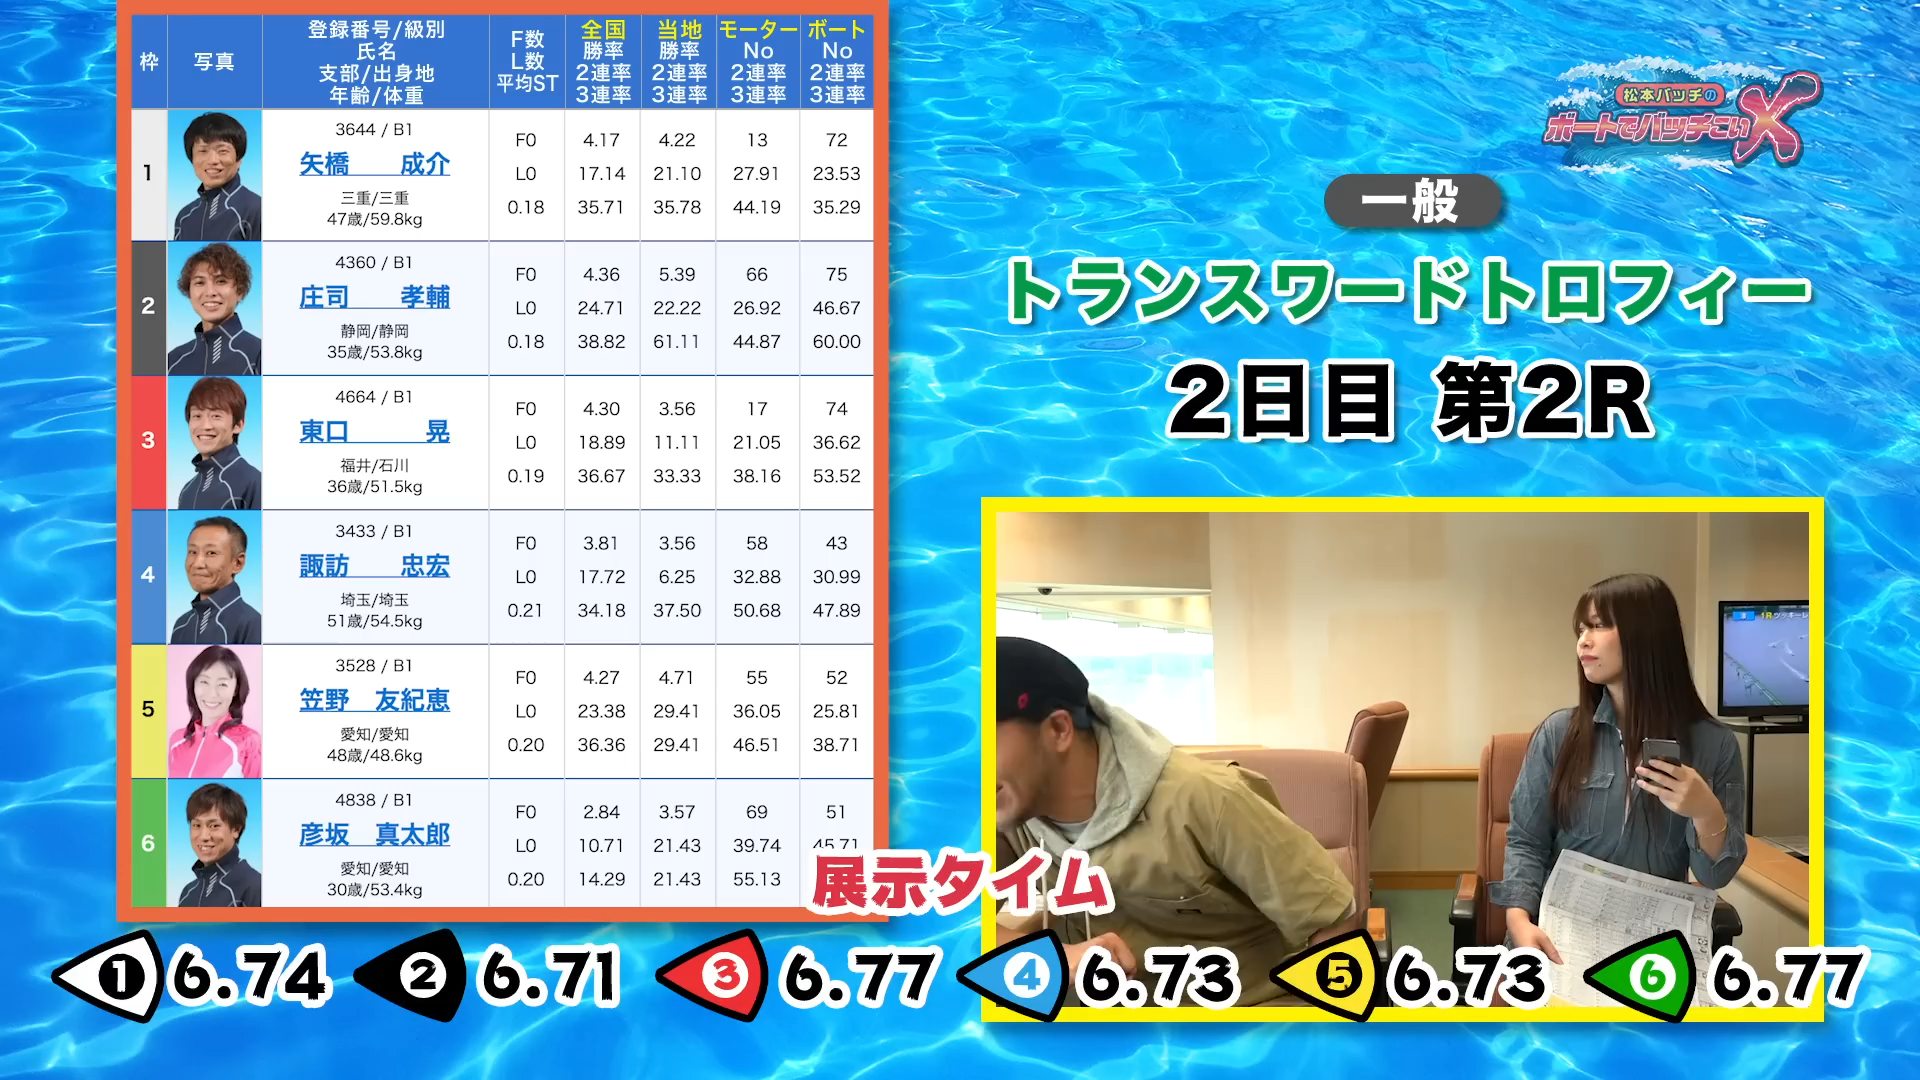 枠
写真
登録番号/級別
氏名
支部/出身地
年齢/体重
F数
L数
平均ST
全国
勝率
2連率
3連率
当地
勝率
2連率
3連率
モーター
No
2連率
3連率
ボート
No
2連率
3連率
1
3644 / B1
矢橋 成介
三重/三重
47歳/59.8kg
F0 4.17 4.22 13 72
L0 17.14 21.10 27.91 23.53
0.18 35.71 35.78 44.19 35.29
2
4360 / B1
庄司 孝輔
静岡/静岡
35歳/53.8kg
F0 4.36 5.39 66 75
L0 24.71 22.22 26.92 46.67
0.18 38.82 61.11 44.87 60.00
3
4664 / B1
東口 晃
福井/石川
36歳/51.5kg
F0 4.30 3.56 17 74
L0 18.89 11.11 21.05 36.62
0.19 36.67 33.33 38.16 53.52
4
3433 / B1
諏訪 忠宏
埼玉/埼玉
51歳/54.5kg
F0 3.81 3.56 58 43
L0 17.72 6.25 32.88 30.99
0.21 34.18 37.50 50.68 47.89
5
3528 / B1
笠野 友紀恵
愛知/愛知
48歳/48.6kg
F0 4.27 4.71 55 52
L0 23.38 29.41 36.05 25.81
0.20 36.36 29.41 46.51 38.71
6
4838 / B1
彦坂 真太郎
愛知/愛知
30歳/53.4kg
F0 2.84 3.57 69 51
L0 10.71 21.43 39.74 45.71
0.20 14.29 21.43 55.13
松本バッチの
ボートでバッチこいX
一般
トランスワードトロフィー
2日目 第2R
展示タイム
1 6.74 2 6.71 3 6.77 4 6.73 5 6.73 6 6.77